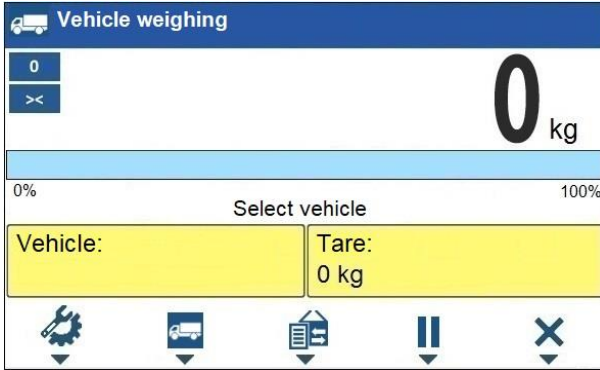 Vehicle weighing
0
><
0 kg
0% 100%
Select vehicle
Vehicle: Tare:
0 kg